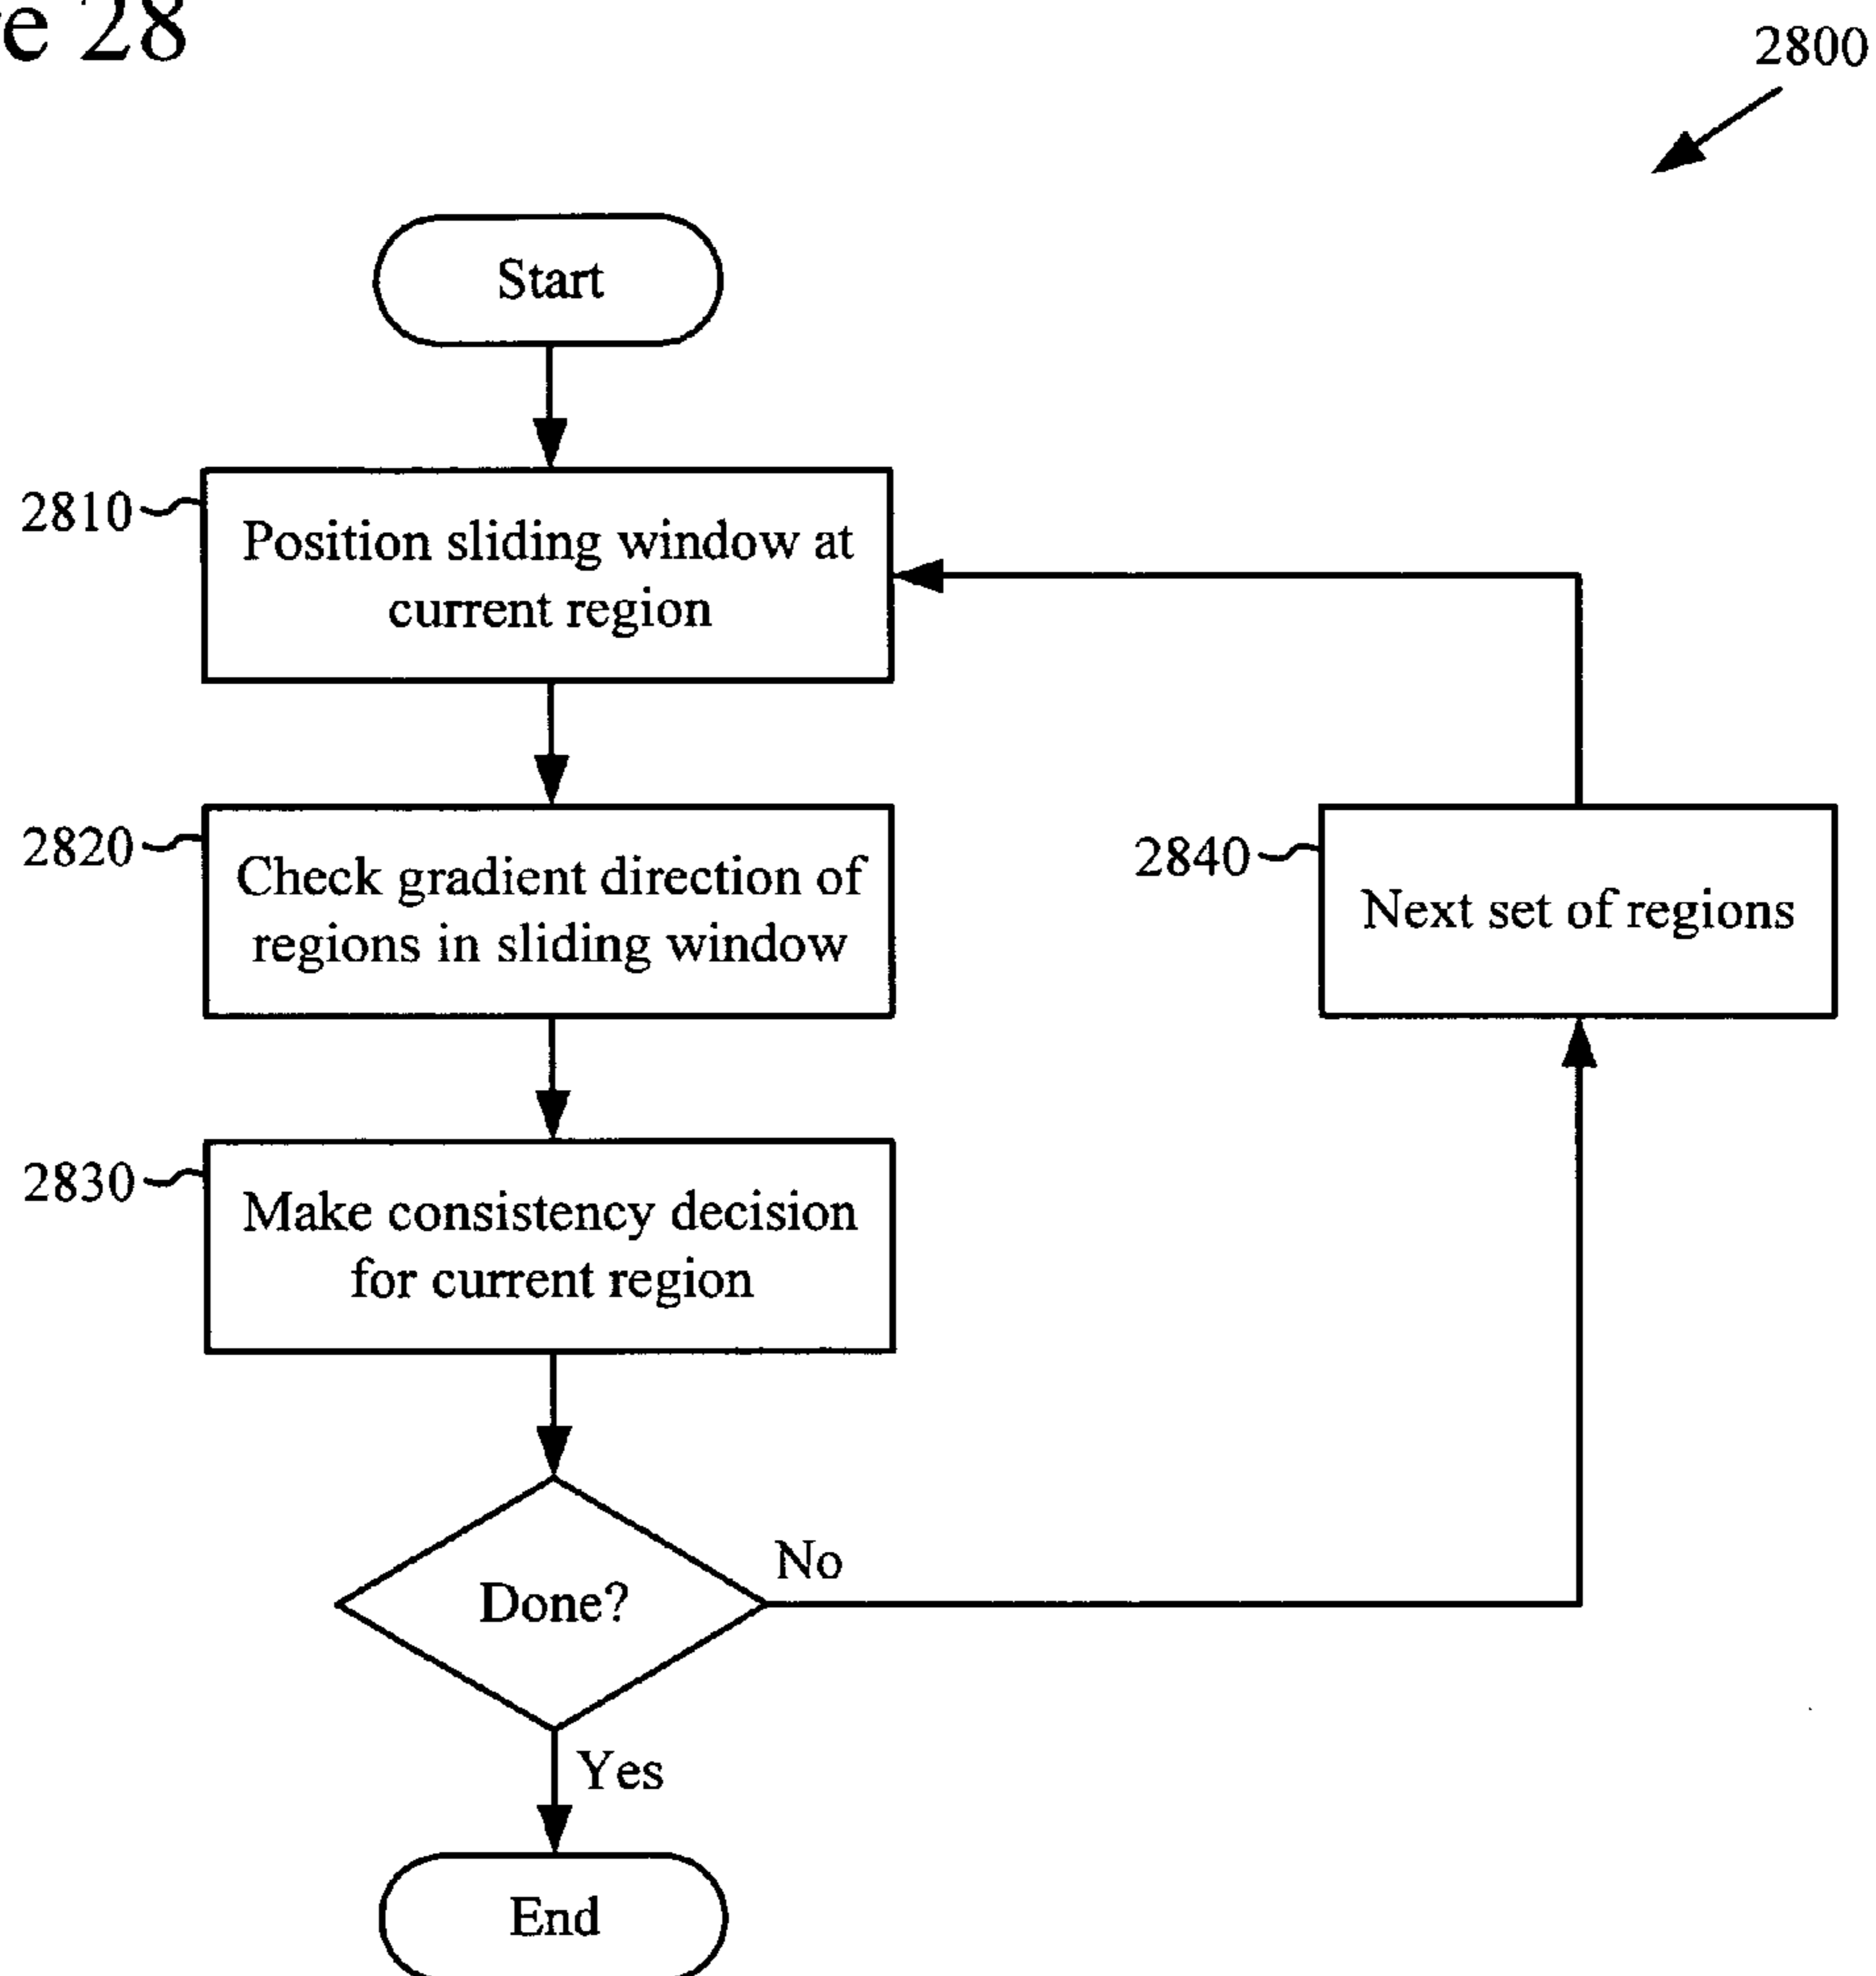 e 28
2800
Start
2810
Position sliding window at
current region
2820
Check gradient direction of
regions in sliding window
2840
Next set of regions
2830
Make consistency decision
for current region
Done?
No
Yes
End